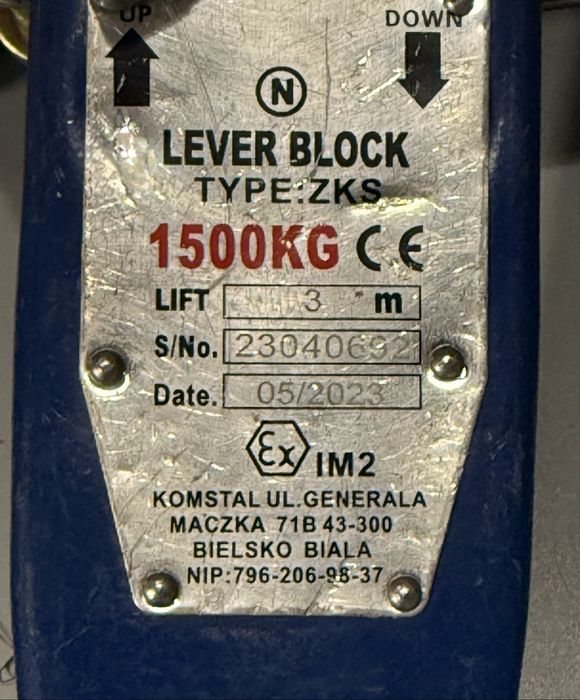 UP
DOWN
N
LEVER BLOCK
TYPE:ZKS
1500KG CE
LIFT 3 m
S/No. 23040692
Date. 05/2023
Ex IM2
KOMSTAL UL.GENERALA
MACZKA 71B 43-300
BIELSKO BIALA
NIP:796-206-98-37